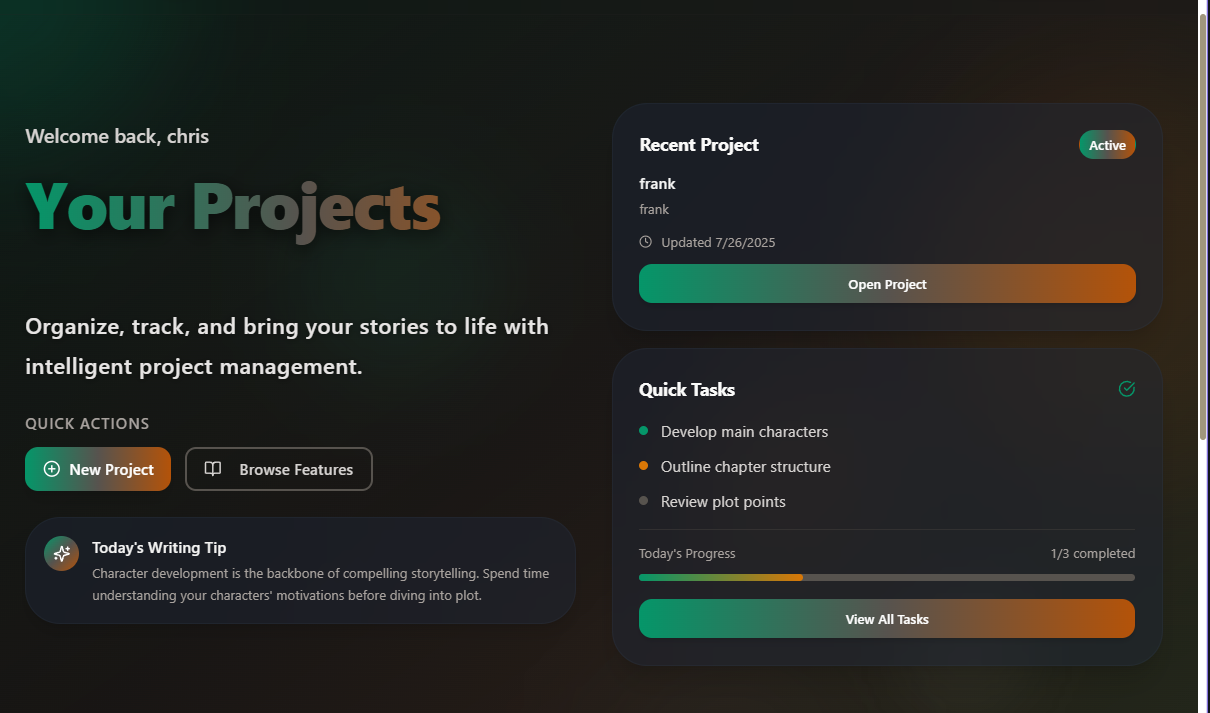 Welcome back, chris
Your Projects
Organize, track, and bring your stories to life with
intelligent project management.
QUICK ACTIONS
New Project
Browse Features
Today's Writing Tip
Character development is the backbone of compelling storytelling. Spend time
understanding your characters' motivations before diving into plot.
Recent Project
Active
frank
frank
Updated 7/26/2025
Open Project
Quick Tasks
Develop main characters
Outline chapter structure
Review plot points
Today's Progress
1/3 completed
View All Tasks